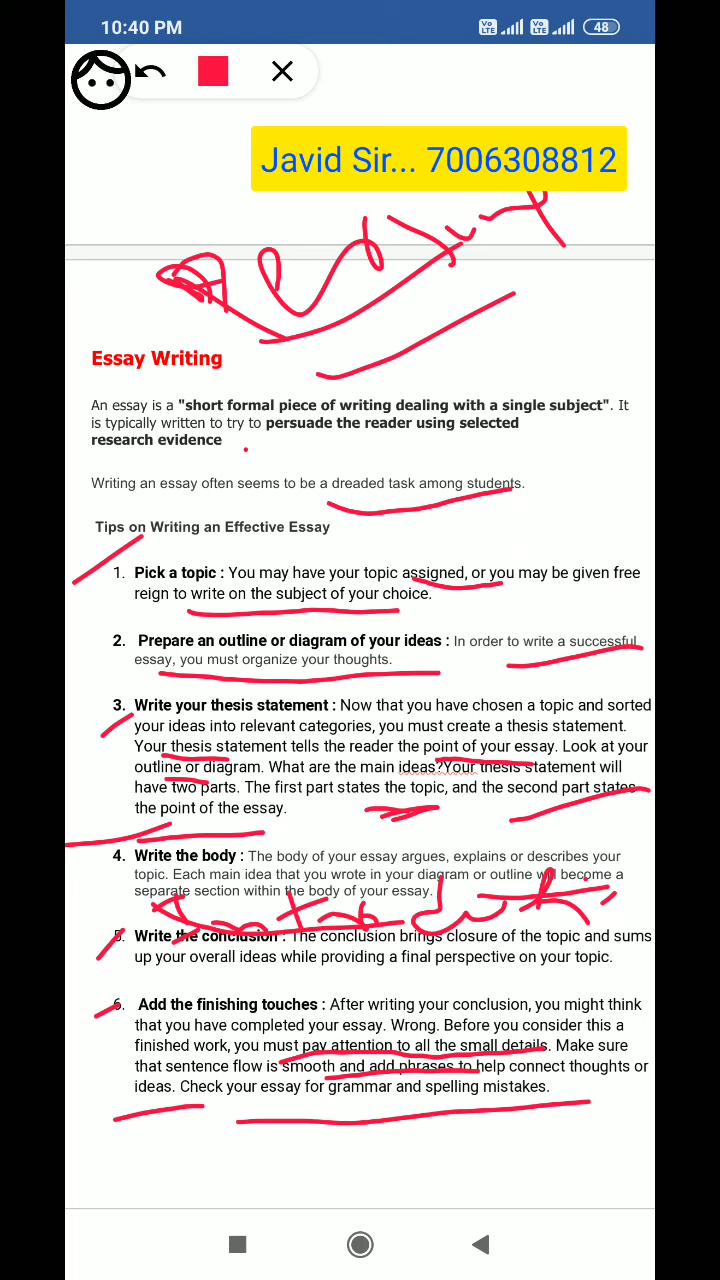 10:40 PM
Vo LTE Vo LTE 48
Javid Sir... 7006308812
Essay Writing
An essay is a "short formal piece of writing dealing with a single subject". It
is typically written to try to persuade the reader using selected
research evidence
Writing an essay often seems to be a dreaded task among students.
Tips on Writing an Effective Essay
1. Pick a topic : You may have your topic assigned, or you may be given free
reign to write on the subject of your choice.
2. Prepare an outline or diagram of your ideas : In order to write a successful
essay, you must organize your thoughts.
3. Write your thesis statement : Now that you have chosen a topic and sorted
your ideas into relevant categories, you must create a thesis statement.
Your thesis statement tells the reader the point of your essay. Look at your
outline or diagram. What are the main ideas?Your thesis statement will
have two parts. The first part states the topic, and the second part states
the point of the essay.
4. Write the body : The body of your essay argues, explains or describes your
topic. Each main idea that you wrote in your diagram or outline will become a
separate section within the body of your essay.
5. Write the conclusion : The conclusion brings closure of the topic and sums
up your overall ideas while providing a final perspective on your topic.
6. Add the finishing touches : After writing your conclusion, you might think
that you have completed your essay. Wrong. Before you consider this a
finished work, you must pay attention to all the small details. Make sure
that sentence flow is smooth and add phrases to help connect thoughts or
ideas. Check your essay for grammar and spelling mistakes.